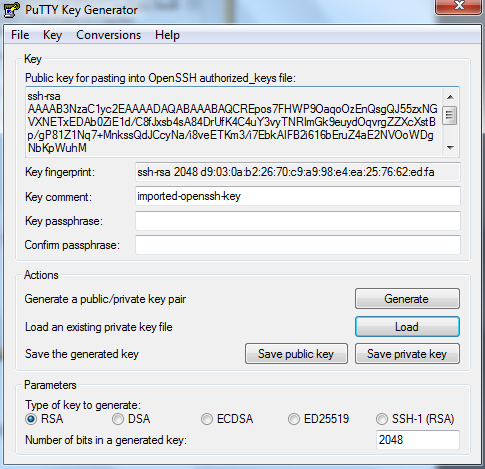 PuTTY Key Generator
File Key Conversions Help
Key
Public key for pasting into OpenSSH authorized_keys file:
ssh-rsa
AAAAB3NzaC1yc2EAAAADAQABAAABAQCREpos7FHWP9OaqoOzEnQsgQJ55zxNG
VXNETxEDAb0ZiE1d/C8fJxsb4sA84DrUfK4C4uY3vyTNRlmGk9euydOqvrgZZXcXstB
p/gP81Z1Nq7+MnkssQdJCcyNa/i8veETKm3/i7EbkAlFB2i616bEruZ4aE2NVOoWDg
NbKpWuhM
Key fingerprint: ssh-rsa 2048 d9:03:0a:b2:26:70:c9:a9:98:e4:ea:25:76:62:ed:fa
Key comment: imported-openssh-key
Key passphrase:
Confirm passphrase:
Actions
Generate a public/private key pair Generate
Load an existing private key file Load
Save the generated key Save public key Save private key
Parameters
Type of key to generate:
RSA DSA ECDSA ED25519 SSH-1 (RSA)
Number of bits in a generated key: 2048